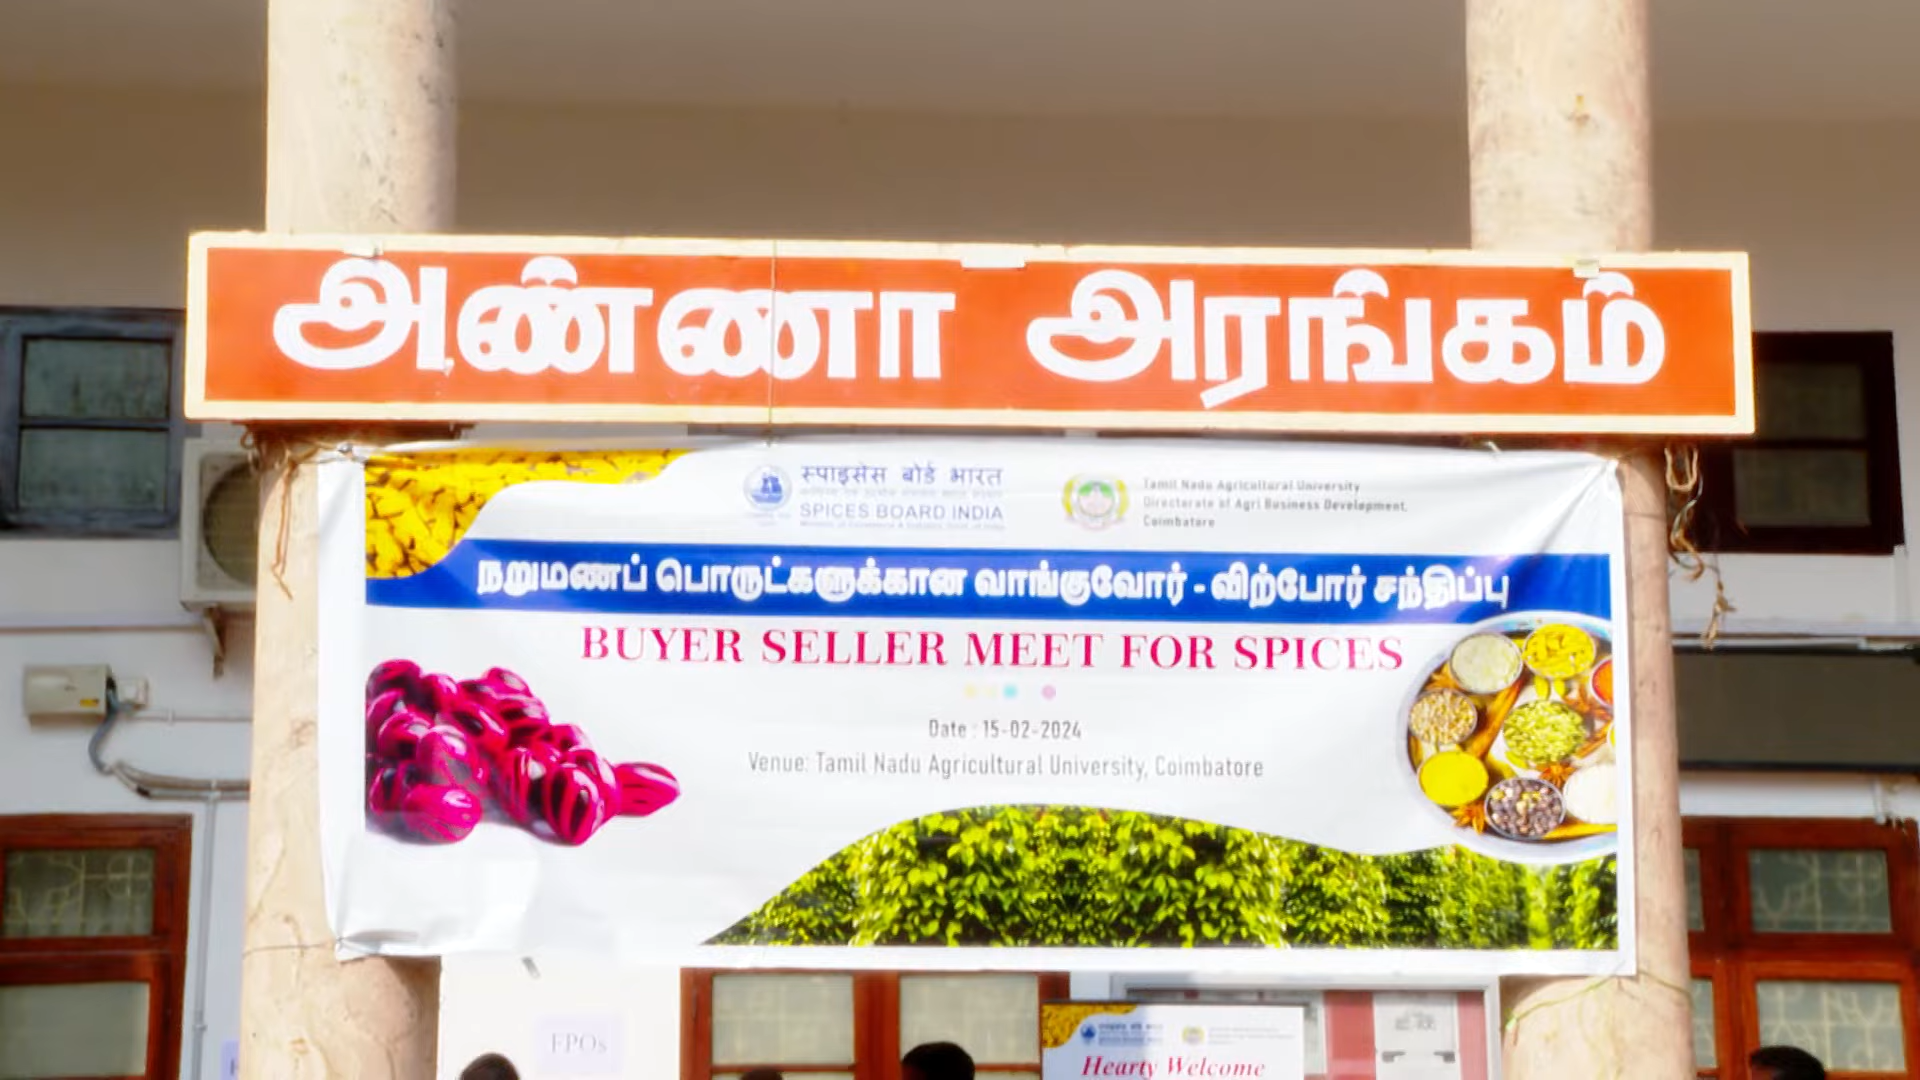 அண்ணா அரங்கம்
स्पाइसेस बोर्ड भारत
SPICES BOARD INDIA
Tamil Nadu Agricultural University
Directorate of Agri Business Development,
Coimbatore
நறுமணப் பொருட்களுக்கான வாங்குவோர் - விற்போர் சந்திப்பு
BUYER SELLER MEET FOR SPICES
Date : 15-02-2024
Venue: Tamil Nadu Agricultural University, Coimbatore
FPOs
Hearty Welcome